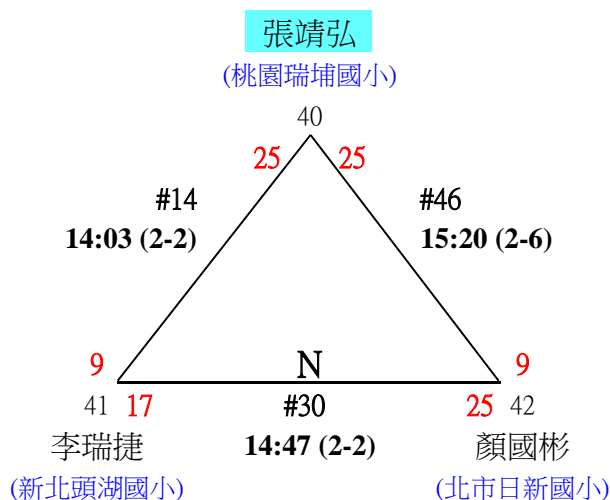 張靖弘
(桃園瑞埔國小)
40
25 25
#14 #46
14:03 (2-2) 15:20 (2-6)
9 N 9
41 17 #30 25 42
李瑞捷 14:47 (2-2) 顏國彬
(新北頭湖國小) (北市日新國小)